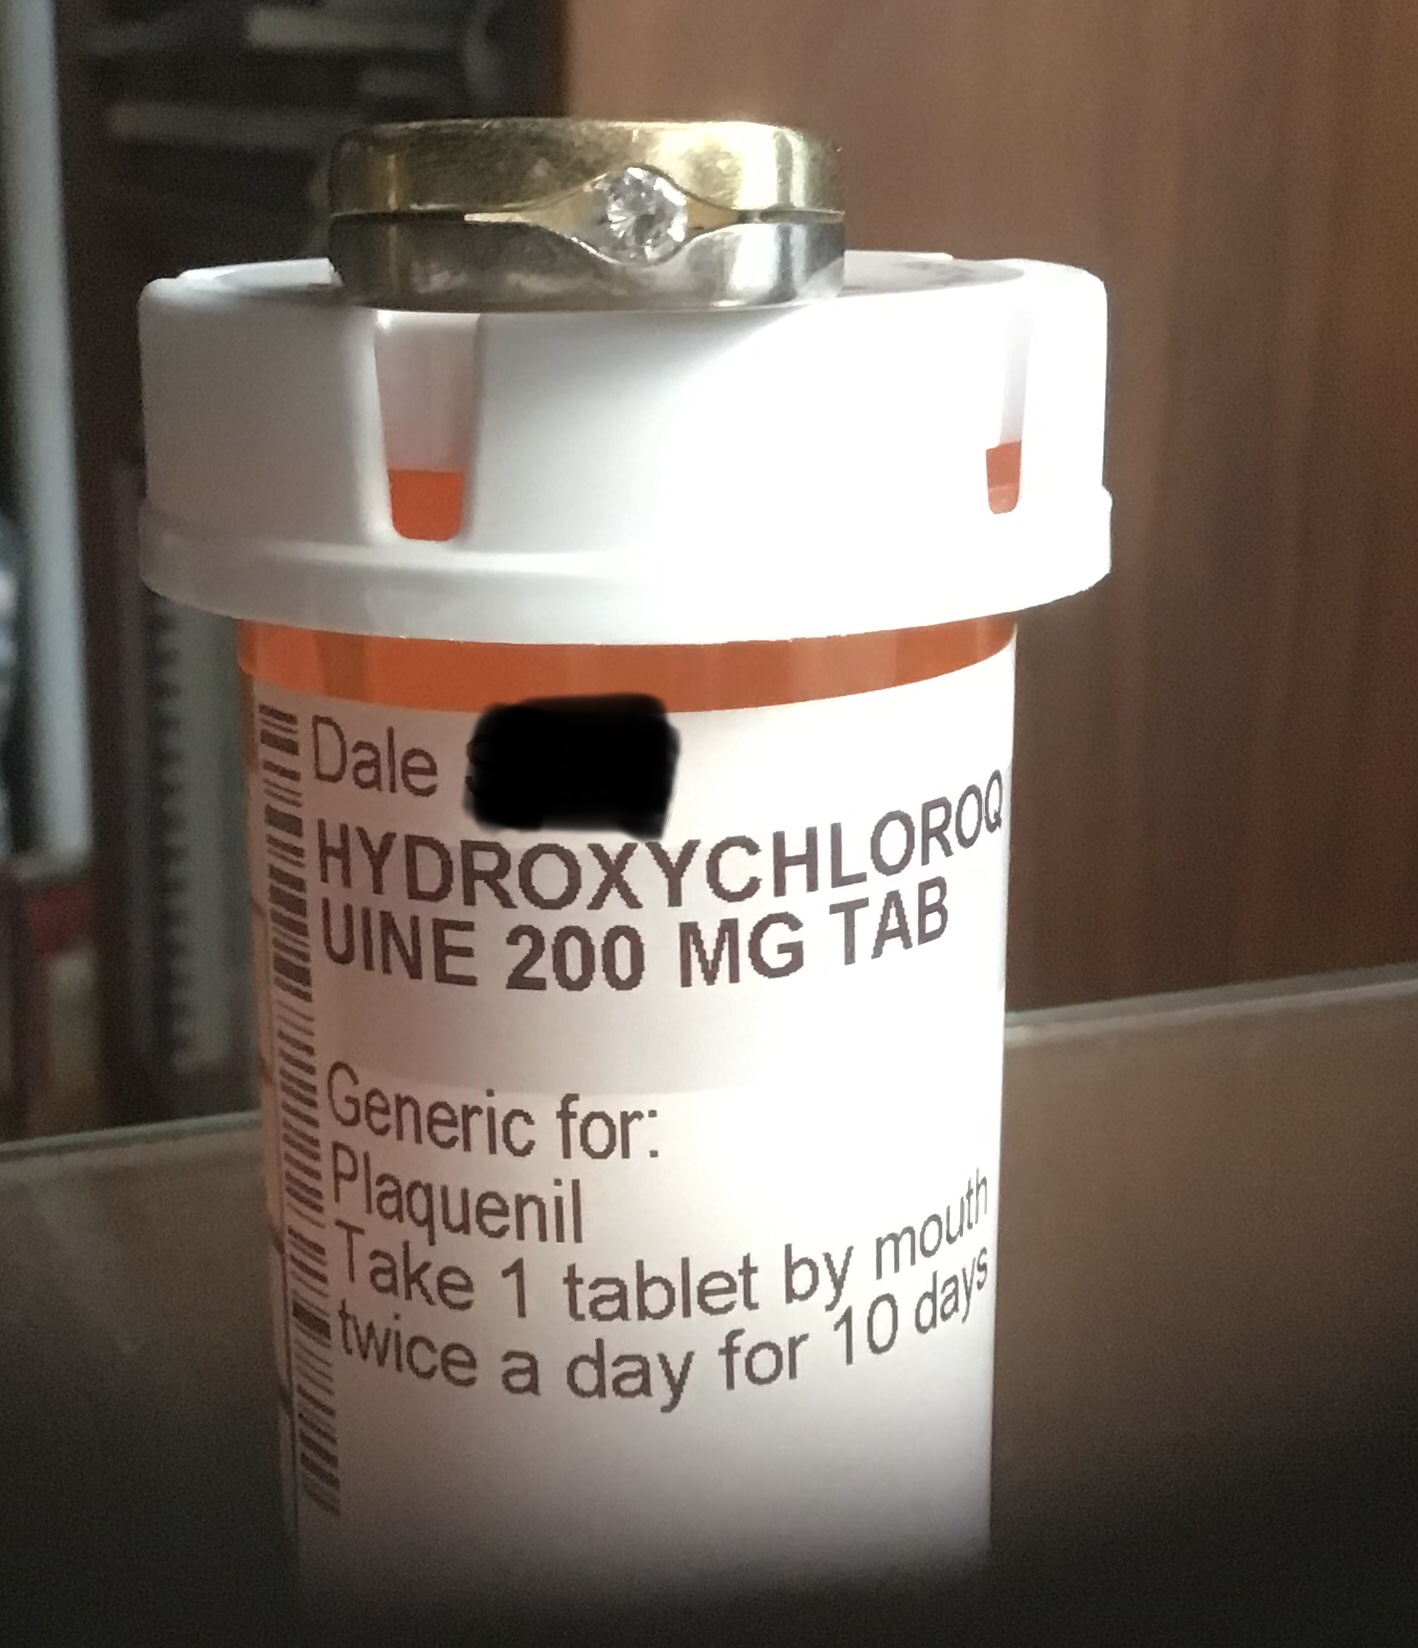 Dale
HYDROXYCHLOROQ
UINE 200 MG TAB
Generic for:
Plaquenil
Take 1 tablet by mouth
twice a day for 10 days